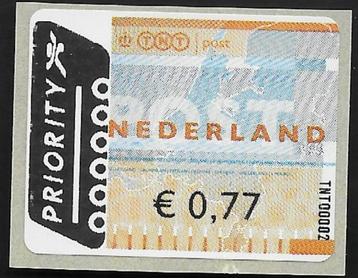 TNT post
PRIORITY
POST
NEDERLAND
€ 0,77
TNT00002